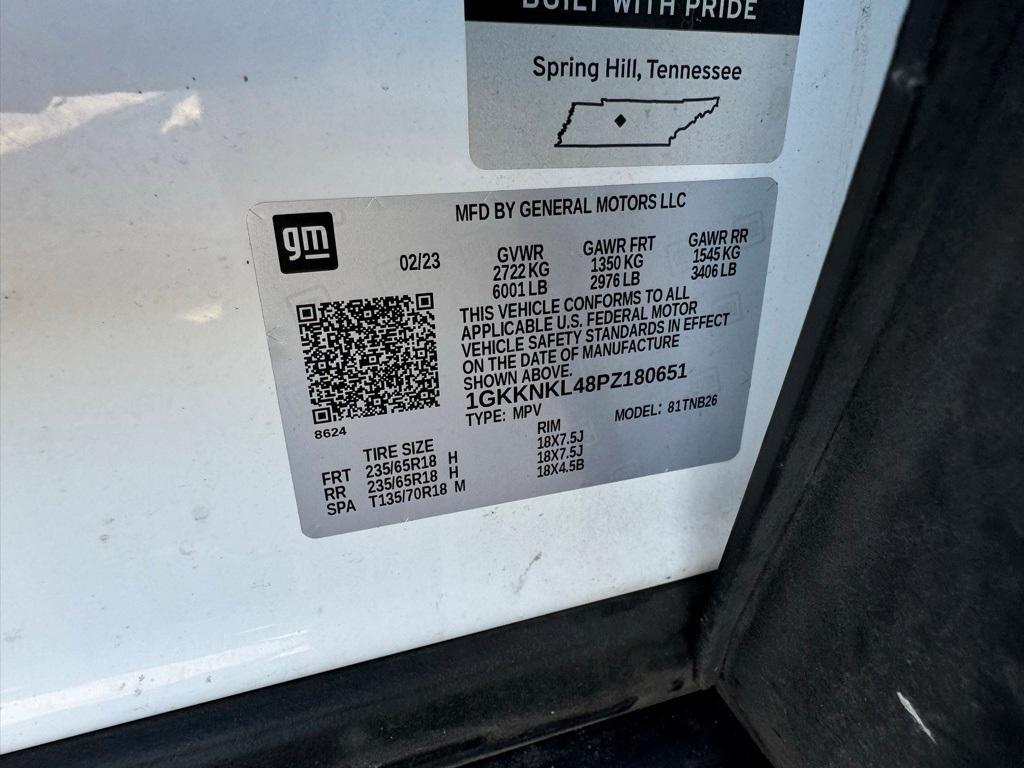 BUILT WITH PRIDE
Spring Hill, Tennessee
gm
MFD BY GENERAL MOTORS LLC
02/23
GVWR
2722 KG
6001 LB
GAWR FRT
1350 KG
2976 LB
GAWR RR
1545 KG
3406 LB
THIS VEHICLE CONFORMS TO ALL
APPLICABLE U.S. FEDERAL MOTOR
VEHICLE SAFETY STANDARDS IN EFFECT
ON THE DATE OF MANUFACTURE
SHOWN ABOVE.
1GKKNKL48PZ180651
TYPE: MPV MODEL: 81TNB26
8624
TIRE SIZE RIM
FRT 235/65R18 H 18X7.5J
RR 235/65R18 H 18X7.5J
SPA T135/70R18 M 18X4.5B